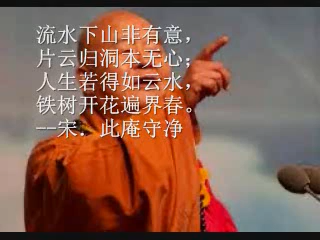 流水下山非有意，
片云归洞本无心；
人生若得如云水，
铁树开花遍界春。
--宋．此庵守净